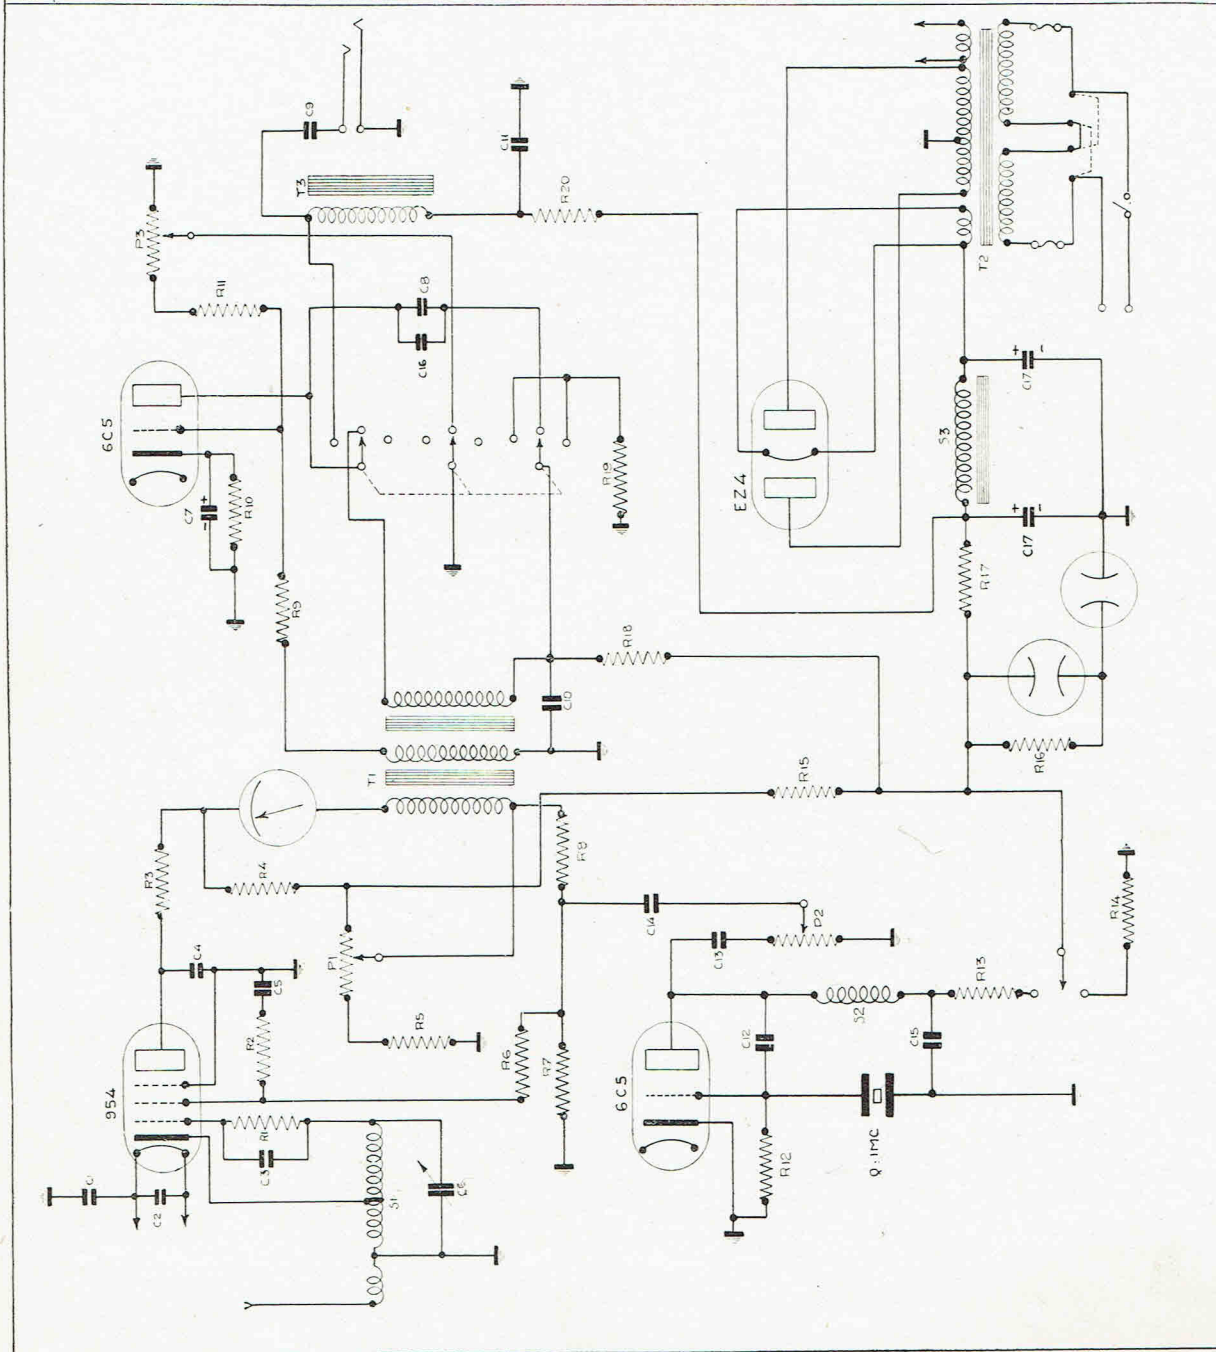 C9
T3
C11
R20
P3
R11
C8
C16
6C5
C7
+
-
R10
R9
R19
EZ4
T2
S3
+
-
C17
+
-
C17
R17
R16
R18
C10
T1
R15
R3
R4
P1
R5
C4
C5
R2
954
R1
C3
C
C2
S1
C6
R6
R7
R8
C14
C13
P2
R13
R14
S2
C12
C15
6C5
R12
Q:1MC